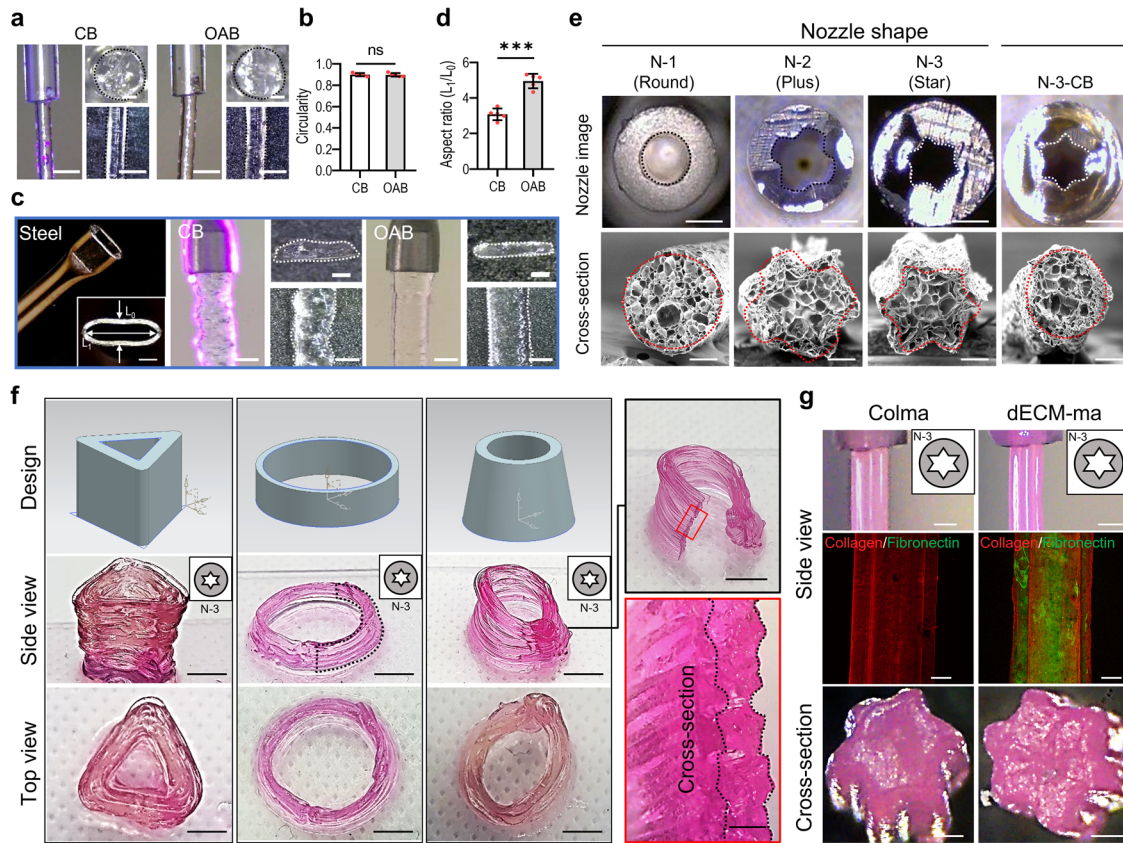 a
CB
OAB
b
ns
Circularity
1.0
0.8
0.6
0.4
0.2
0
CB
OAB
d
***
Aspect ratio (L₁/L₀)
6
4
2
0
CB
OAB
c
Steel
L₀
L₁
CB
OAB
e
Nozzle shape
N-1
(Round)
N-2
(Plus)
N-3
(Star)
N-3-CB
Nozzle image
Cross-section
f
Design
Side view
N-3
N-3
N-3
Top view
Cross-section
g
Colma
dECM-ma
Side view
N-3
N-3
Collagen/Fibronectin
Collagen/Fibronectin
Cross-section